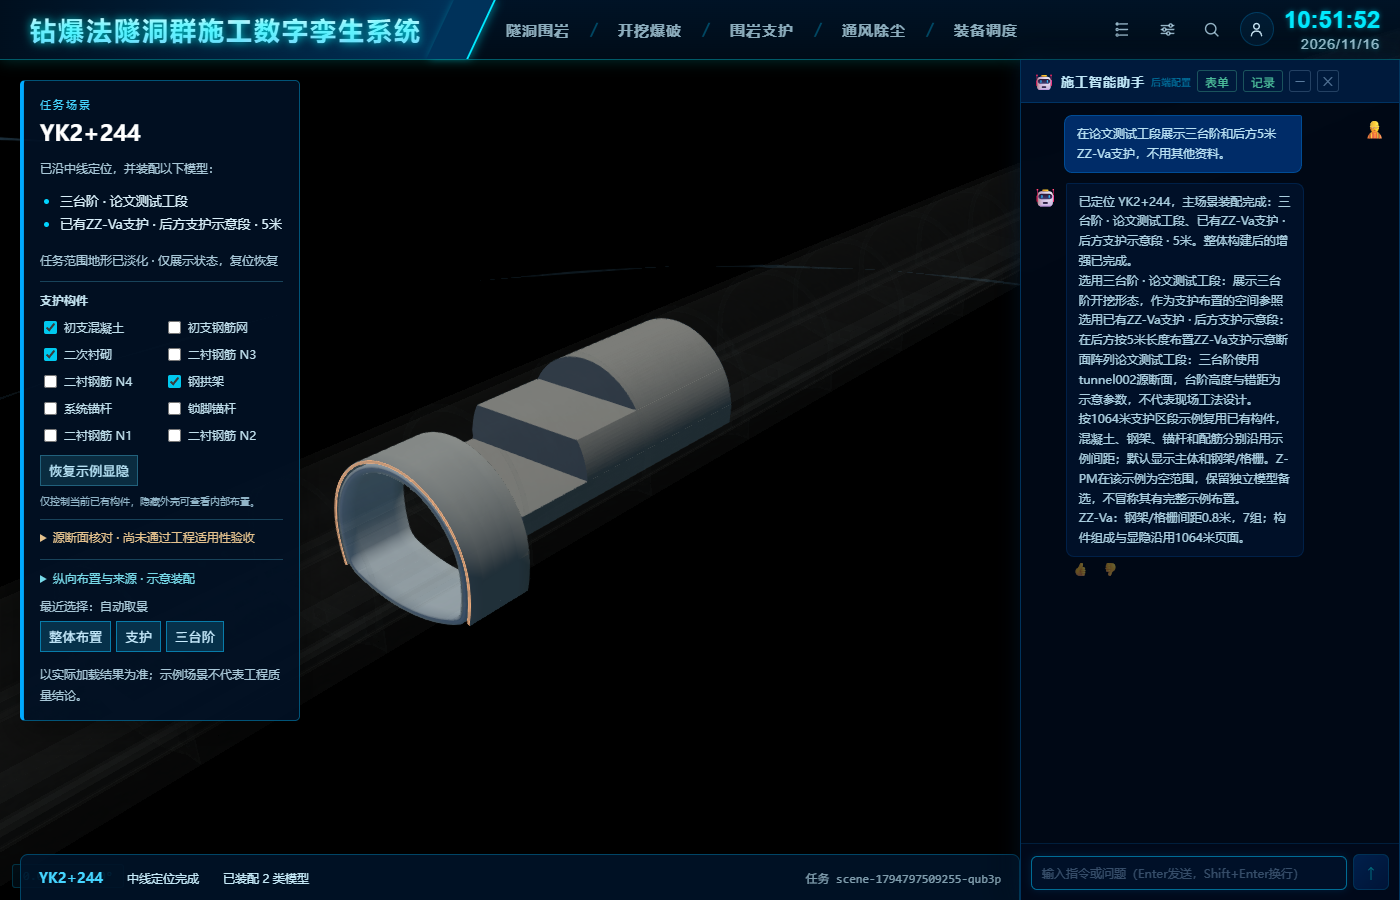 钻爆法隧洞群施工数字孪生系统
隧洞围岩 / 开挖爆破 / 围岩支护 / 通风除尘 / 装备调度
10:51:52
2026/11/16
任务场景
YK2+244
已沿中线定位，并装配以下模型：
三台阶 · 论文测试工段
已有ZZ-Va支护 · 后方支护示意段 · 5米
任务范围地形已淡化 · 仅展示状态，复位恢复
支护构件
初支混凝土 初支钢筋网
二次衬砌 二衬钢筋 N3
二衬钢筋 N4 钢拱架
系统锚杆 锁脚锚杆
二衬钢筋 N1 二衬钢筋 N2
恢复示例显隐
仅控制当前已有构件，隐藏外壳可查看内部布置。
源断面核对 · 尚未通过工程适用性验收
纵向布置与来源 · 示意装配
最近选择：自动取景
整体布置 支护 三台阶
以实际加载结果为准；示例场景不代表工程质
量结论。
YK2+244 中线定位完成 已装配 2 类模型 任务 scene-1794797509255-qub3p
施工智能助手 后端配置 表单 记录
在论文测试工段展示三台阶和后方5米
ZZ-Va支护，不用其他资料。
已定位 YK2+244，主场景装配完成：三
台阶 · 论文测试工段、已有ZZ-Va支护 ·
后方支护示意段 · 5米。整体构建后的增
强已完成。
选用三台阶 · 论文测试工段：展示三台
阶开挖形态，作为支护布置的空间参照
选用已有ZZ-Va支护 · 后方支护示意段：
在后方按5米长度布置ZZ-Va支护示意断
面阵列论文测试工段：三台阶使用
tunnel002源断面，台阶高度与错距为
示意参数，不代表现场工法设计。
按1064米支护区段示例复用已有构件，
混凝土、钢架、锚杆和配筋分别沿用示
例间距；默认显示主体和钢架/格栅。Z-
PM在该示例为空范围，保留独立模型备
选，不冒称其有完整示例布置。
ZZ-Va：钢架/格栅间距0.8米，7组；构
件组成与显隐沿用1064米页面。
输入指令或问题（Enter发送，Shift+Enter换行）